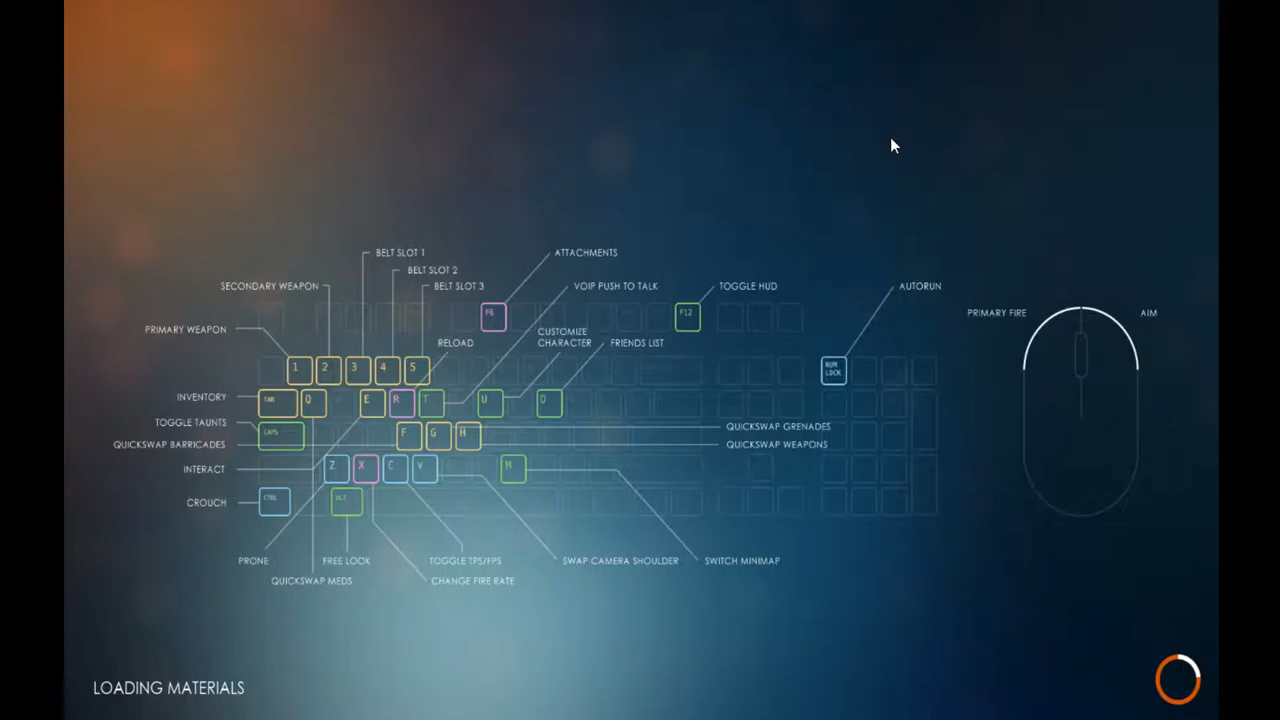 BELT SLOT 1
ATTACHMENTS
BELT SLOT 2
SECONDARY WEAPON
BELT SLOT 3
VOIP PUSH TO TALK
TOGGLE HUD
AUTORUN
F6
F12
PRIMARY FIRE
AIM
PRIMARY WEAPON
CUSTOMIZE
CHARACTER
RELOAD
FRIENDS LIST
1 2 3 4 5
NUM
LOCK
INVENTORY
TAB Q E R T U O
TOGGLE TAUNTS
CAPS F G H
QUICKSWAP GRENADES
QUICKSWAP BARRICADES
QUICKSWAP WEAPONS
INTERACT
Z X C V M
CROUCH
CTRL ALT
PRONE
FREE LOOK
TOGGLE TPS/FPS
SWAP CAMERA SHOULDER
SWITCH MINIMAP
QUICKSWAP MEDS
CHANGE FIRE RATE
LOADING MATERIALS